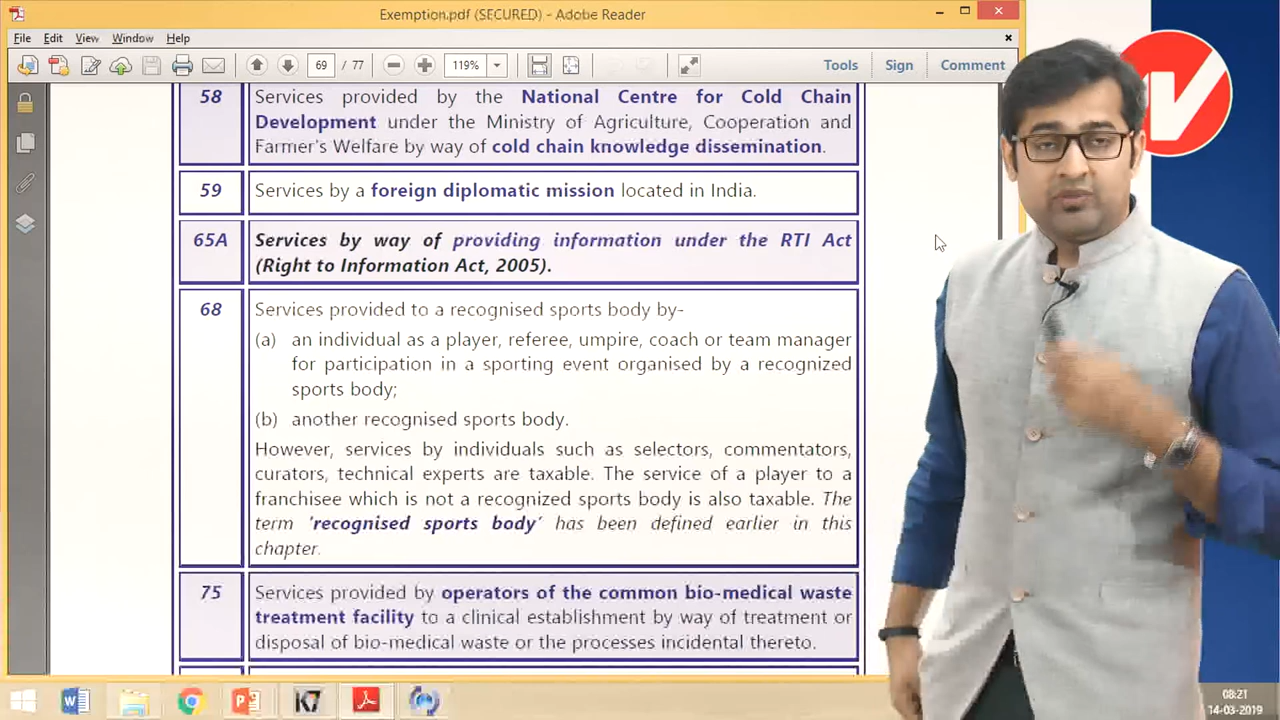 Exemption.pdf (SECURED) - Adobe Reader
File Edit View Window Help
69 / 77 119% Tools Sign Comment
58 Services provided by the National Centre for Cold Chain
Development under the Ministry of Agriculture, Cooperation and
Farmer's Welfare by way of cold chain knowledge dissemination.
59 Services by a foreign diplomatic mission located in India.
65A Services by way of providing information under the RTI Act
(Right to Information Act, 2005).
68 Services provided to a recognised sports body by-
(a) an individual as a player, referee, umpire, coach or team manager
for participation in a sporting event organised by a recognized
sports body;
(b) another recognised sports body.
However, services by individuals such as selectors, commentators,
curators, technical experts are taxable. The service of a player to a
franchisee which is not a recognized sports body is also taxable. The
term 'recognised sports body' has been defined earlier in this
chapter.
75 Services provided by operators of the common bio-medical waste
treatment facility to a clinical establishment by way of treatment or
disposal of bio-medical waste or the processes incidental thereto.
08:21
14-03-2019